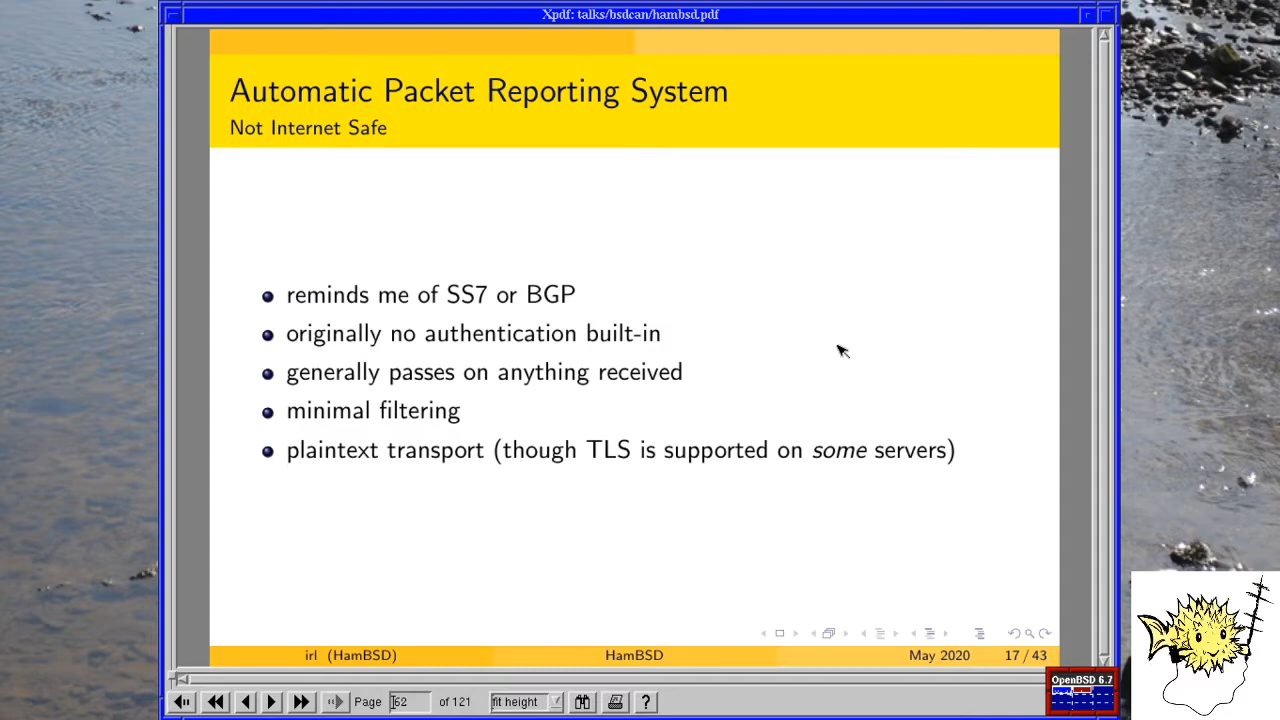 Xpdf: talks/bsdcan/hambsd.pdf
Automatic Packet Reporting System
Not Internet Safe
reminds me of SS7 or BGP
originally no authentication built-in
generally passes on anything received
minimal filtering
plaintext transport (though TLS is supported on some servers)
irl (HamBSD) HamBSD May 2020 17 / 43
Page 62 of 121 fit height ?
OpenBSD 6.7